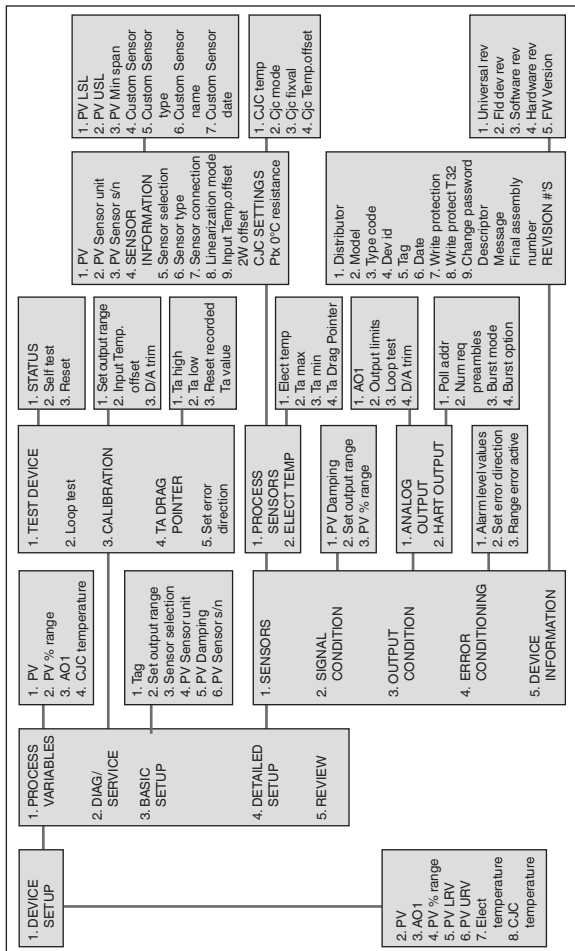 1. DEVICE
SETUP
2. PV
3. AO1
4. PV % range
5. PV LRV
6. PV URV
7. Elect
temperature
8. CJC
temperature
1. PROCESS
VARIABLES
2. DIAG/
SERVICE
3. BASIC
SETUP
4. DETAILED
SETUP
5. REVIEW
1. PV
2. PV % range
3. AO1
4. CJC temperature
1. Tag
2. Set output range
3. Sensor selection
4. PV Sensor unit
5. PV Damping
6. PV Sensor s/n
1. TEST DEVICE
2. Loop test
3. CALIBRATION
4. TA DRAG
POINTER
5. Set error
direction
1. STATUS
2. Self test
3. Reset
1. Set output range
2. Input Temp.
offset
3. D/A trim
1. Ta high
2. Ta low
3. Reset recorded
Ta value
1. SENSORS
2. SIGNAL
CONDITION
3. OUTPUT
CONDITION
4. ERROR
CONDITIONING
5. DEVICE
INFORMATION
1. PROCESS
SENSORS
2. ELECT TEMP
1. PV Damping
2. Set output range
3. PV % range
1. ANALOG
OUTPUT
2. HART OUTPUT
1. Alarm level values
2. Set error direction
3. Range error active
1. Elect temp
2. Ta max
3. Ta min
4. Ta Drag Pointer
1. AO1
2. Output limits
3. Loop test
4. D/A trim
1. Poll addr
2. Num req
preambles
3. Burst mode
4. Burst option
1. PV
2. PV Sensor unit
3. PV Sensor s/n
4. SENSOR
INFORMATION
5. Sensor selection
6. Sensor type
7. Sensor connection
8. Linearization mode
9. Input Temp.offset
2W offset
CJC SETTINGS
Ptx 0°C resistance
1. PV LSL
2. PV USL
3. PV Min span
4. Custom Sensor
5. Custom Sensor
type
6. Custom Sensor
name
7. Custom Sensor
date
1. CJC temp
2. Cjc mode
3. Cjc fixval
4. Cjc Temp.offset
1. Distributor
2. Model
3. Type code
4. Dev id
5. Tag
6. Date
7. Write protection
8. Write protect T32
9. Change password
Descriptor
Message
Final assembly
number
REVISION #'S
1. Universal rev
2. Fld dev rev
3. Software rev
4. Hardware rev
5. FW Version